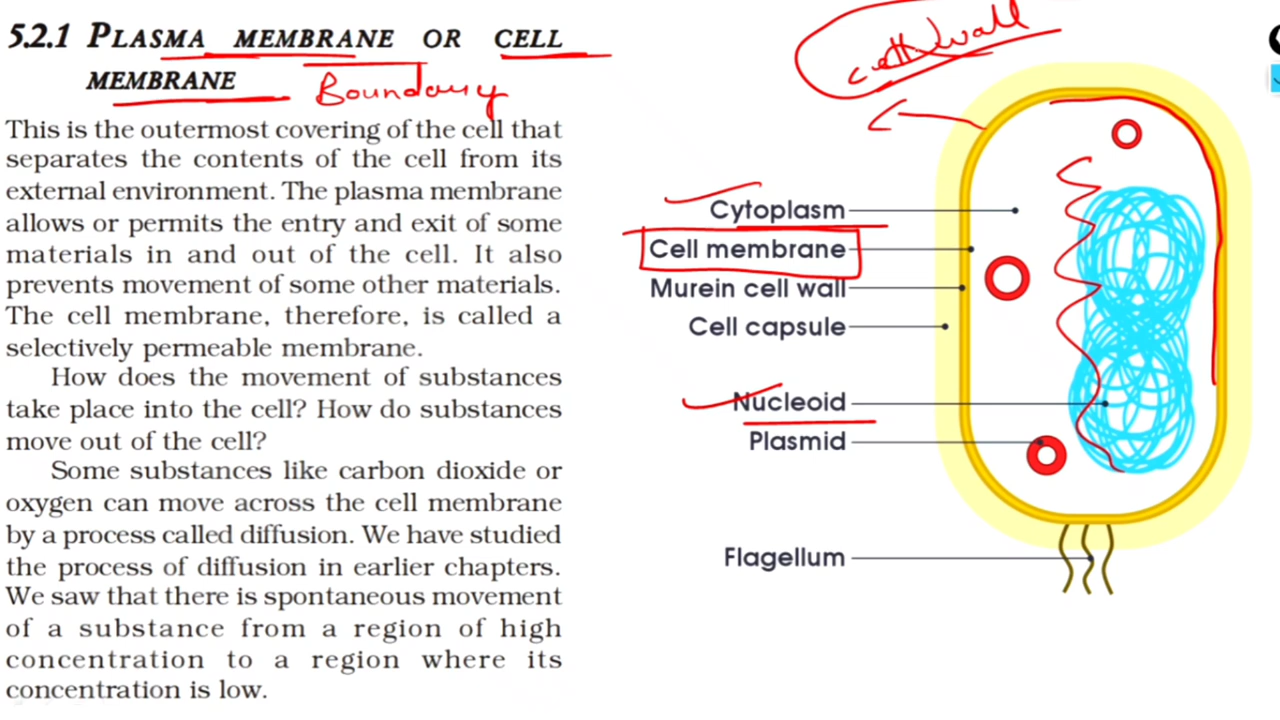 5.2.1 PLASMA MEMBRANE OR CELL
MEMBRANE
Boundary
This is the outermost covering of the cell that
separates the contents of the cell from its
external environment. The plasma membrane
allows or permits the entry and exit of some
materials in and out of the cell. It also
prevents movement of some other materials.
The cell membrane, therefore, is called a
selectively permeable membrane.
How does the movement of substances
take place into the cell? How do substances
move out of the cell?
Some substances like carbon dioxide or
oxygen can move across the cell membrane
by a process called diffusion. We have studied
the process of diffusion in earlier chapters.
We saw that there is spontaneous movement
of a substance from a region of high
concentration to a region where its
concentration is low.
cell wall
Cytoplasm
Cell membrane
Murein cell wall
Cell capsule
Nucleoid
Plasmid
Flagellum